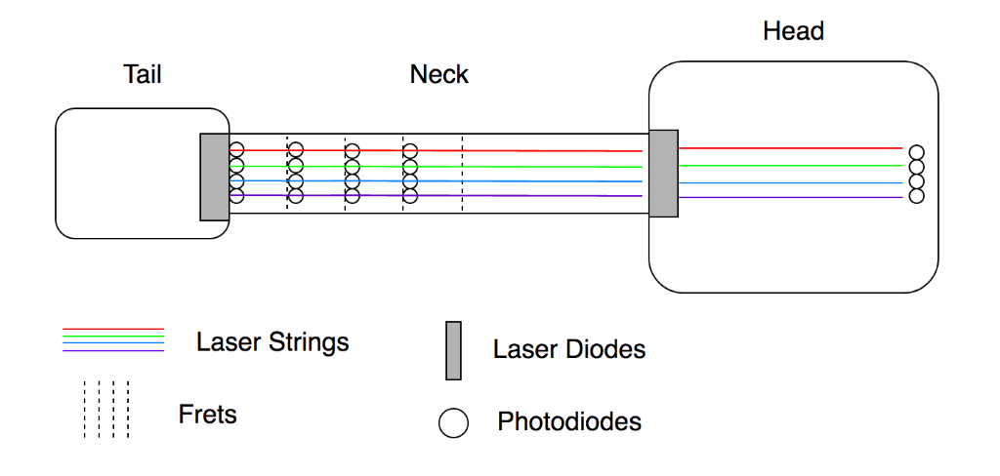 Head
Tail
Neck
Laser Strings
Laser Diodes
Frets
Photodiodes